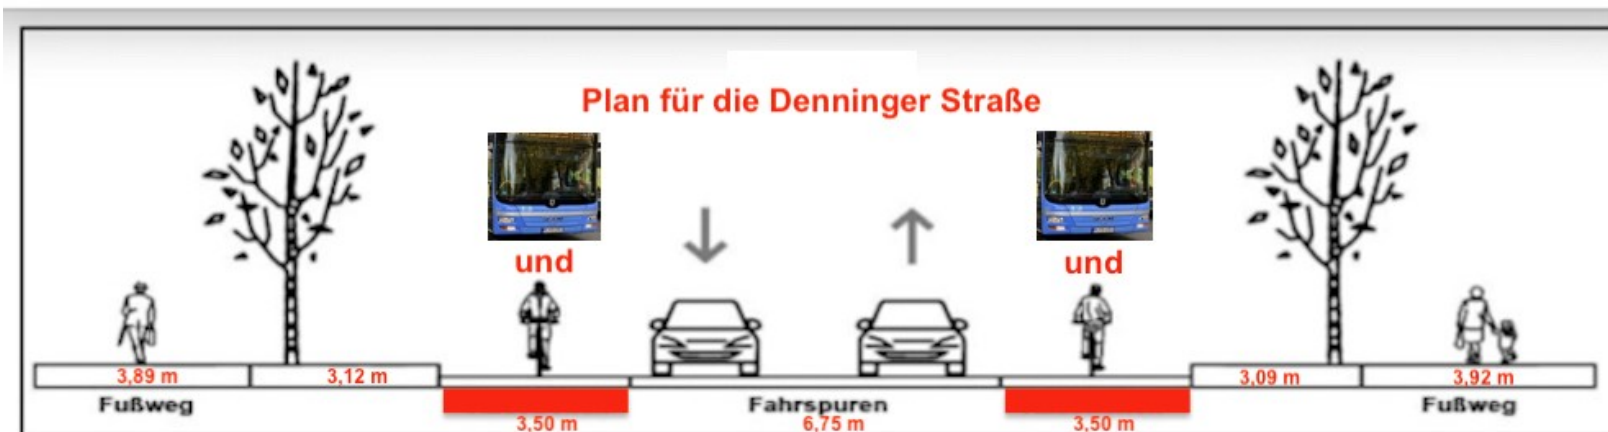 Plan für die Denninger Straße
und
und
3,89 m
3,12 m
3,09 m
3,92 m
Fußweg
Fahrspuren
Fußweg
3,50 m
6,75 m
3,50 m